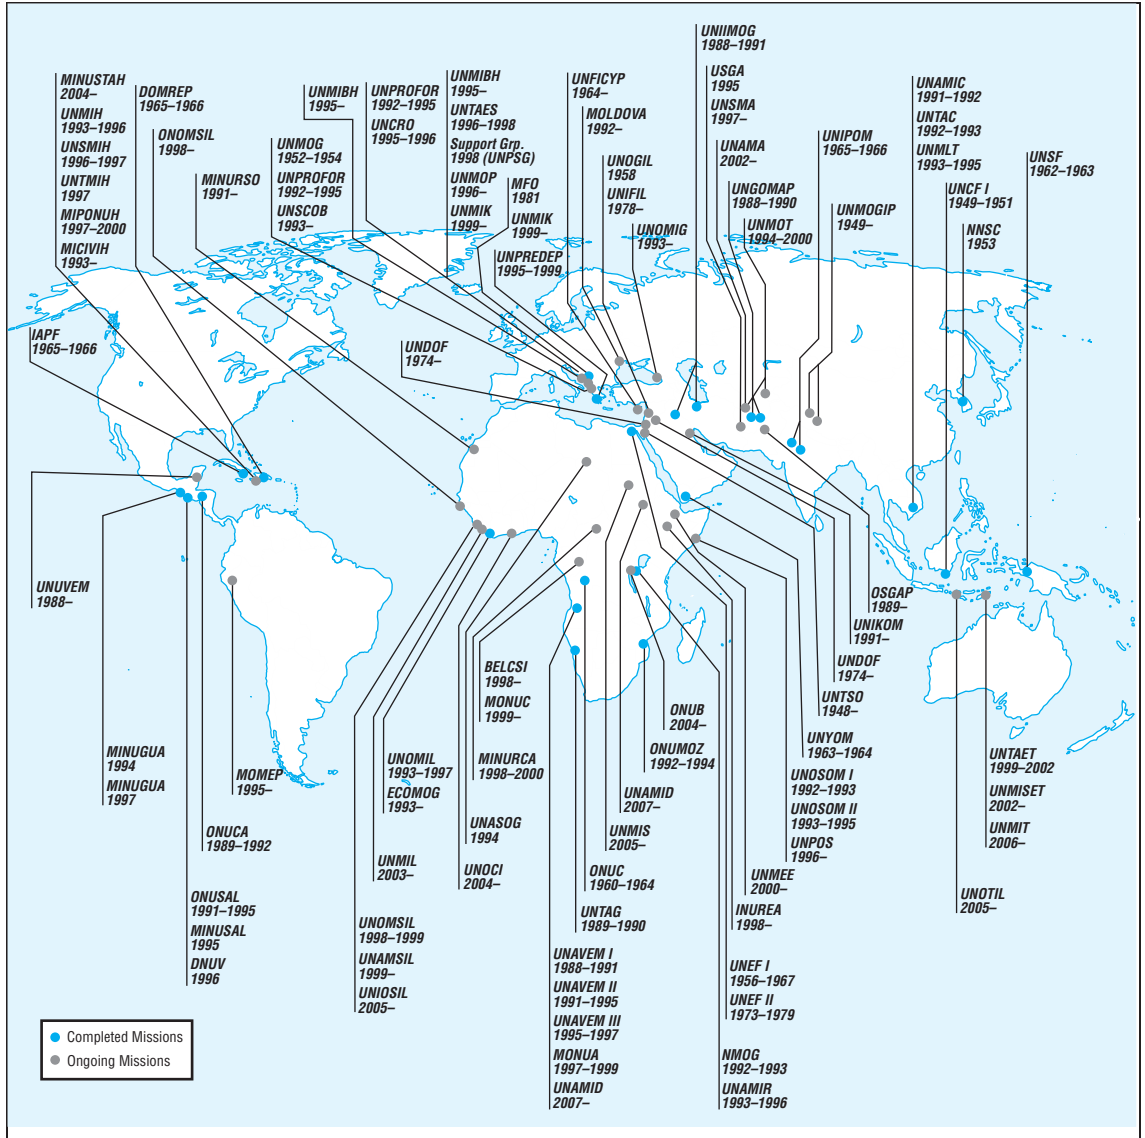 MINUSTAH
2004–
UNMIH
1993–1996
UNSMIH
1996–1997
UNTMIH
1997
MIPONUH
1997–2000
MICIVIH
1993–
DOMREP
1965–1966
ONOMSIL
1998–
MINURSO
1991–
UNMOG
1952–1954
UNPROFOR
1992–1995
UNSCOB
1993–
UNMIBH
1995–
UNPROFOR
1992–1995
UNCRO
1995–1996
UNMIBH
1995–
UNTAES
1996–1998
Support Grp.
1998 (UNPSG)
UNMOP
1996–
UNMIK
1999–
MFO
1981
UNMIK
1999–
UNPREDEP
1995–1999
UNFICYP
1964–
MOLDOVA
1992–
UNOGIL
1958
UNIFIL
1978–
UNOMIG
1993–
UNIIMOG
1988–1991
USGA
1995
UNSMA
1997–
UNAMA
2002–
UNGOMAP
1988–1990
UNMOT
1994–2000
UNIPOM
1965–1966
UNMOGIP
1949–
UNAMIC
1991–1992
UNTAC
1992–1993
UNMLT
1993–1995
UNCF I
1949–1951
NNSC
1953
UNSF
1962–1963
IAPF
1965–1966
UNDOF
1974–
UNUVEM
1988–
MINUGUA
1994
MINUGUA
1997
MOMEP
1995–
ONUCA
1989–1992
ONUSAL
1991–1995
MINUSAL
1995
DNUV
1996
UNOMIL
1993–1997
ECOMOG
1993–
UNMIL
2003–
UNOMSIL
1998–1999
UNAMSIL
1999–
UNIOSIL
2005–
BELCSI
1998–
MONUC
1999–
MINURCA
1998–2000
UNASOG
1994
UNOCI
2004–
ONUB
2004–
ONUMOZ
1992–1994
UNAMID
2007–
UNMIS
2005–
ONUC
1960–1964
UNTAG
1989–1990
UNAVEM I
1988–1991
UNAVEM II
1991–1995
UNAVEM III
1995–1997
MONUA
1997–1999
UNAMID
2007–
OSGAP
1989–
UNIKOM
1991–
UNDOF
1974–
UNTSO
1948–
UNYOM
1963–1964
UNOSOM I
1992–1993
UNOSOM II
1993–1995
UNPOS
1996–
UNMEE
2000–
INUREA
1998–
UNEF I
1956–1967
UNEF II
1973–1979
NMOG
1992–1993
UNAMIR
1993–1996
UNTAET
1999–2002
UNMISET
2002–
UNMIT
2006–
UNOTIL
2005–
Completed Missions
Ongoing Missions